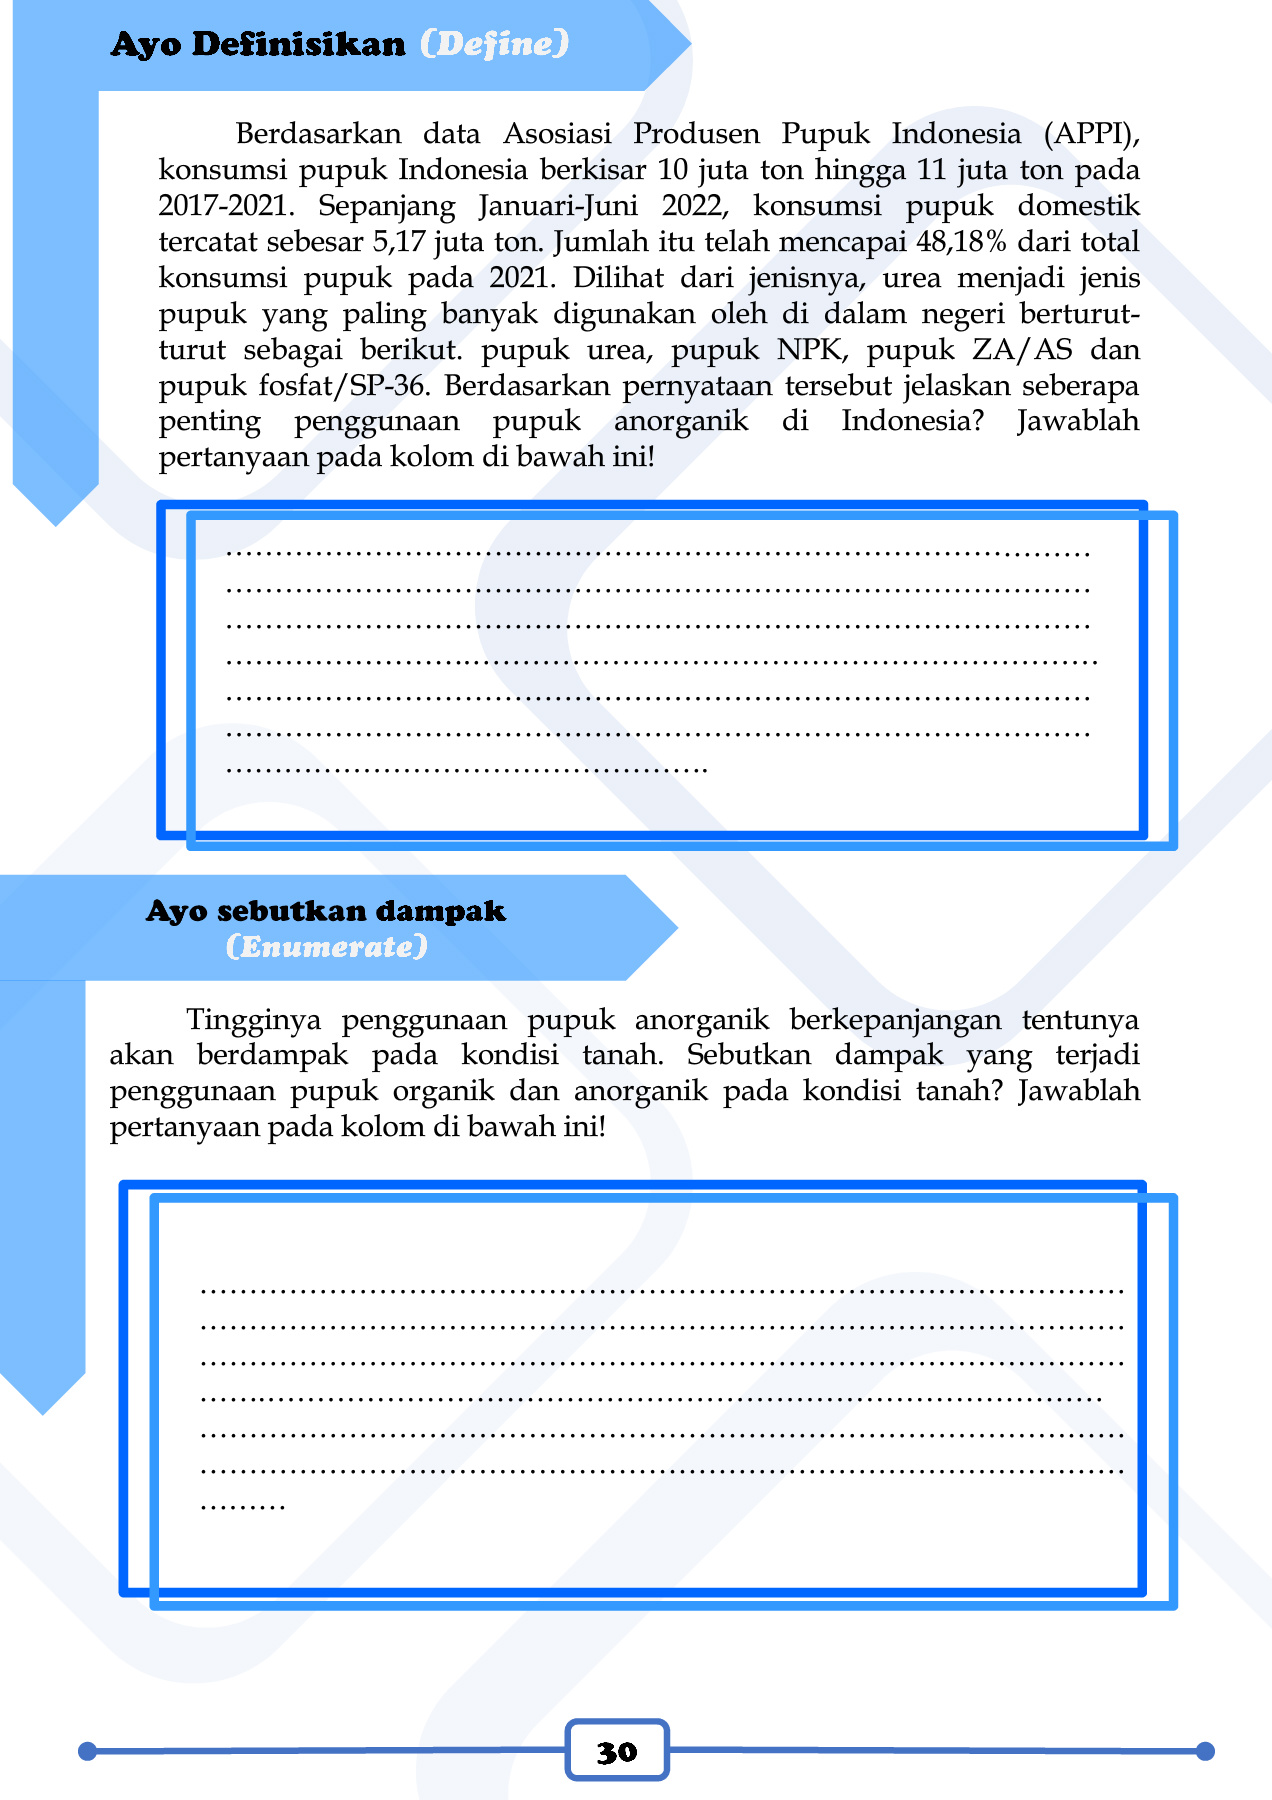 Ayo Definisikan (Define)
Berdasarkan data Asosiasi Produsen Pupuk Indonesia (APPI),
konsumsi pupuk Indonesia berkisar 10 juta ton hingga 11 juta ton pada
2017-2021. Sepanjang Januari-Juni 2022, konsumsi pupuk domestik
tercatat sebesar 5,17 juta ton. Jumlah itu telah mencapai 48,18% dari total
konsumsi pupuk pada 2021. Dilihat dari jenisnya, urea menjadi jenis
pupuk yang paling banyak digunakan oleh di dalam negeri berturut-
turut sebagai berikut. pupuk urea, pupuk NPK, pupuk ZA/AS dan
pupuk fosfat/SP-36. Berdasarkan pernyataan tersebut jelaskan seberapa
penting penggunaan pupuk anorganik di Indonesia? Jawablah
pertanyaan pada kolom di bawah ini!
……………………………………………………………………………
……………………………………………………………………………
……………………………………………………………………………
……………………..………………………………………………………
……………………………………………………………………………
……………………………………………………………………………
………………………………………….
Ayo sebutkan dampak
(Enumerate)
Tingginya penggunaan pupuk anorganik berkepanjangan tentunya
akan berdampak pada kondisi tanah. Sebutkan dampak yang terjadi
penggunaan pupuk organik dan anorganik pada kondisi tanah? Jawablah
pertanyaan pada kolom di bawah ini!
…………………………………………………………………………………
…………………………………………………………………………………
…………………………………………………………………………………
……..…………………………………………………………………………
…………………………………………………………………………………
…………………………………………………………………………………
………
30